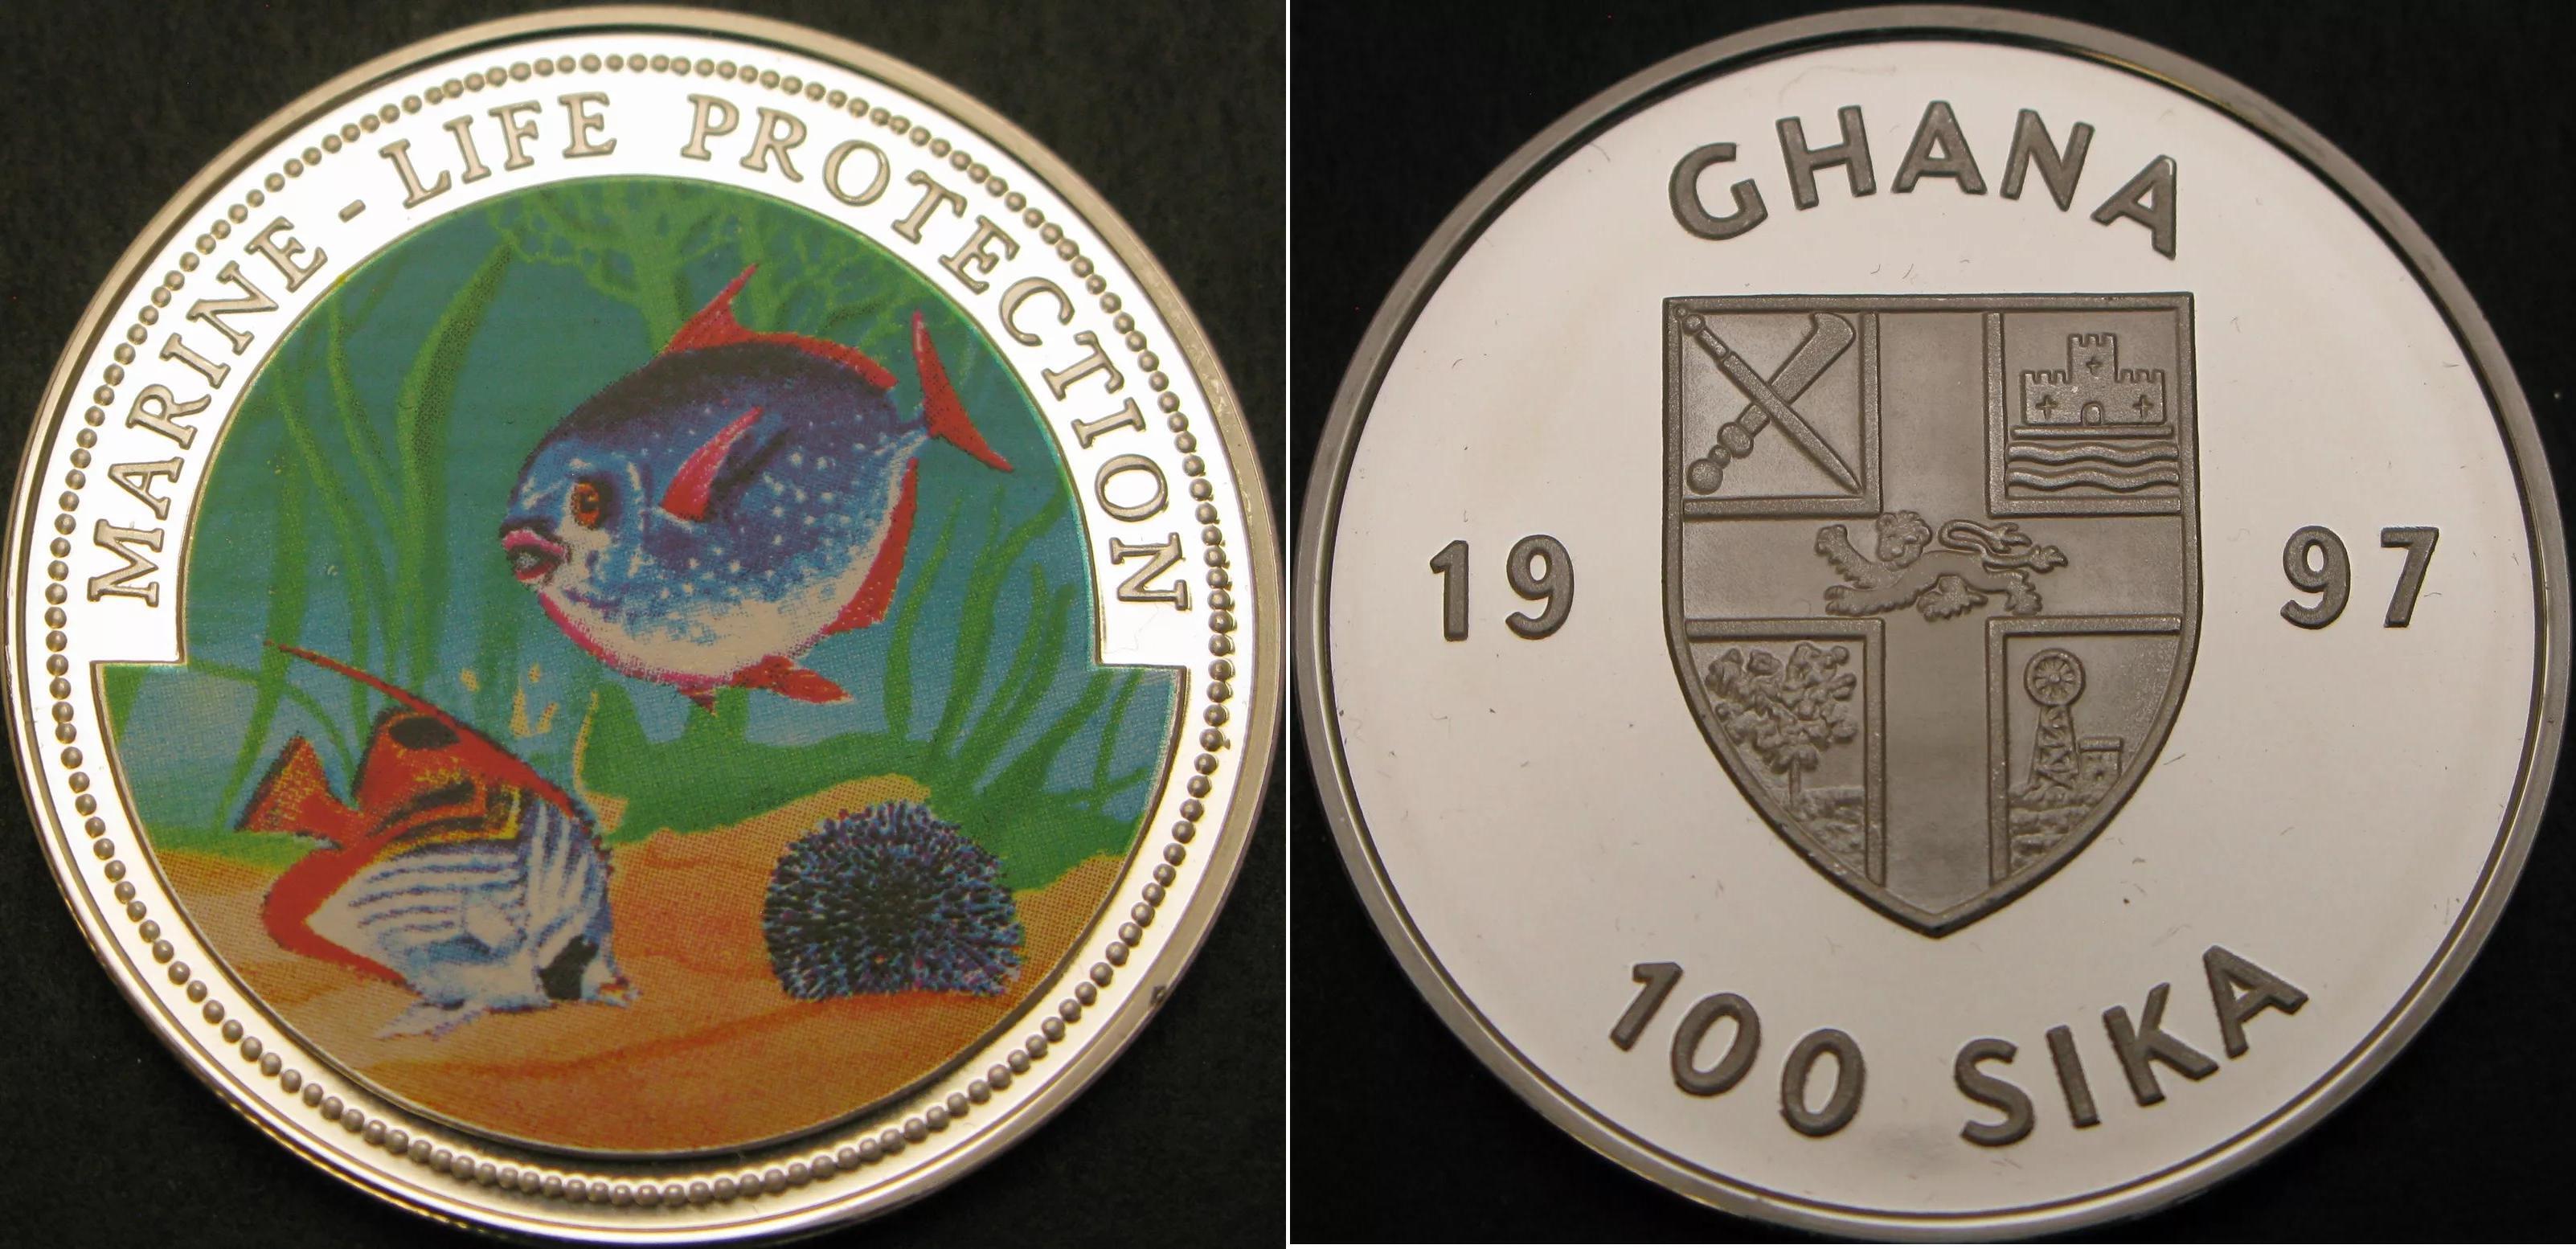 MARINE - LIFE PROTECTION
GHANA
19 97
100 SIKA